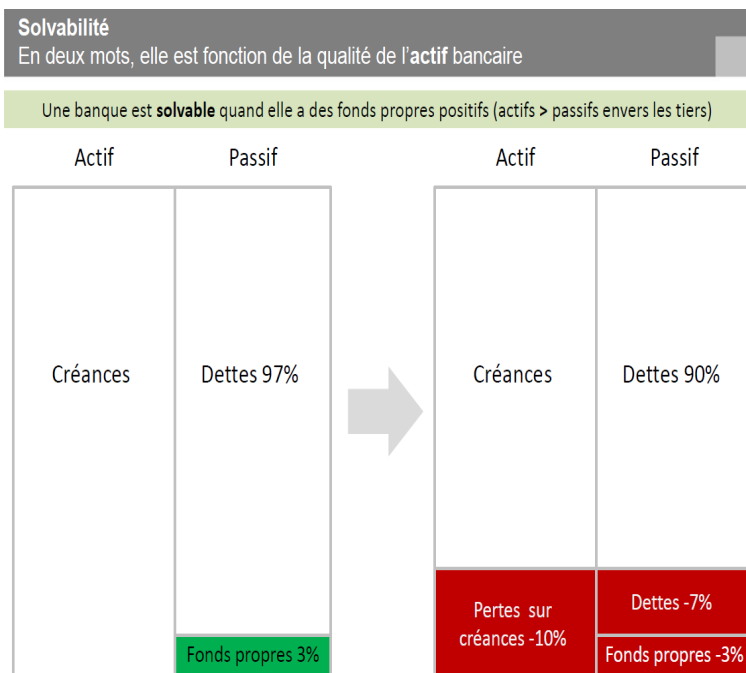 Solvabilité
En deux mots, elle est fonction de la qualité de l'actif bancaire
Une banque est solvable quand elle a des fonds propres positifs (actifs > passifs envers les tiers)
Actif
Passif
Créances
Dettes 97%
Fonds propres 3%
Actif
Passif
Créances
Dettes 90%
Pertes sur
créances -10%
Dettes -7%
Fonds propres -3%